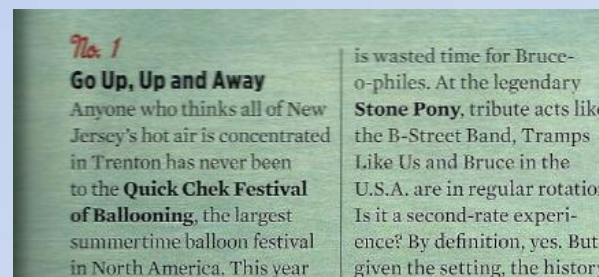 No. 1
Go Up, Up and Away
Anyone who thinks all of New
Jersey's hot air is concentrated
in Trenton has never been
to the Quick Chek Festival
of Ballooning, the largest
summertime balloon festival
in North America. This year
is wasted time for Bruce-
o-philes. At the legendary
Stone Pony, tribute acts like
the B-Street Band, Tramps
Like Us and Bruce in the
U.S.A. are in regular rotatio
Is it a second-rate experi-
ence? By definition, yes. But
given the setting, the history